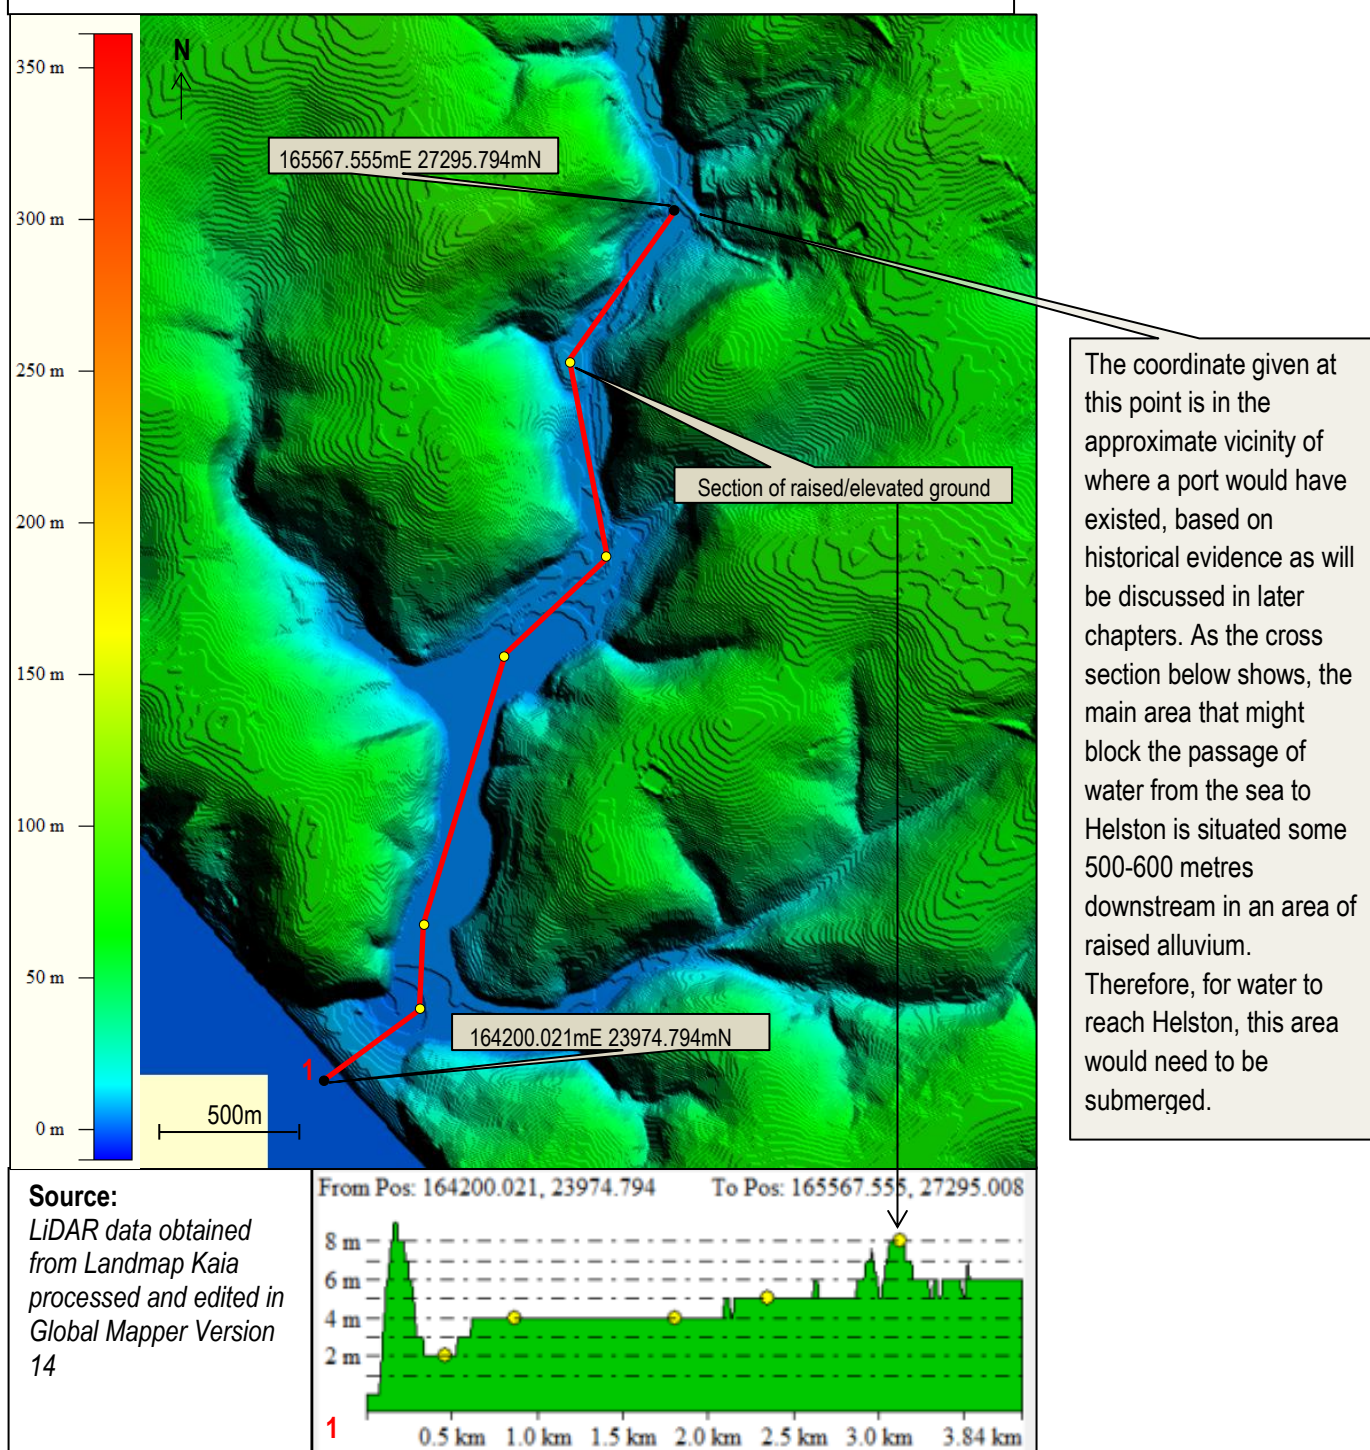 350 m
300 m
250 m
200 m
150 m
100 m
50 m
0 m
N
165567.555mE 27295.794mN
Section of raised/elevated ground
164200.021mE 23974.794mN
1
500m
The coordinate given at
this point is in the
approximate vicinity of
where a port would have
existed, based on
historical evidence as will
be discussed in later
chapters. As the cross
section below shows, the
main area that might
block the passage of
water from the sea to
Helston is situated some
500-600 metres
downstream in an area of
raised alluvium.
Therefore, for water to
reach Helston, this area
would need to be
submerged.
Source:
LiDAR data obtained
from Landmap Kaia
processed and edited in
Global Mapper Version
14
From Pos: 164200.021, 23974.794 To Pos: 165567.555, 27295.008
8 m
6 m
4 m
2 m
1
0.5 km 1.0 km 1.5 km 2.0 km 2.5 km 3.0 km 3.84 km